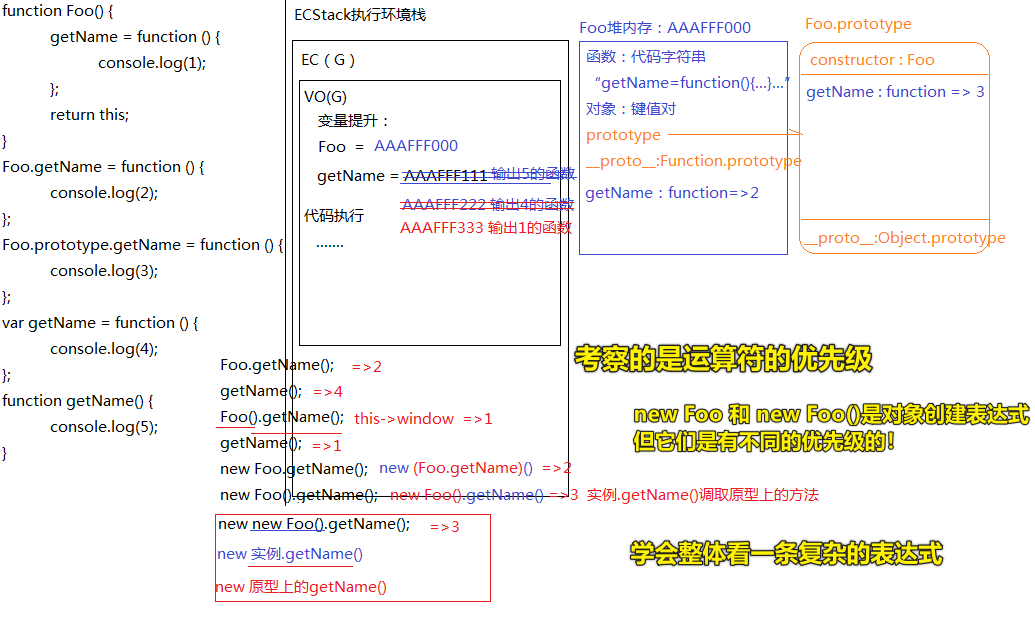 function Foo() {
getName = function () {
console.log(1);
};
return this;
}
Foo.getName = function () {
console.log(2);
};
Foo.prototype.getName = function () {
console.log(3);
};
var getName = function () {
console.log(4);
};
function getName() {
console.log(5);
}
ECStack执行环境栈
EC（G）
VO(G)
变量提升：
Foo = AAAFFF000
getName = AAAFFF111 输出5的函数
AAAFFF222 输出4的函数
AAAFFF333 输出1的函数
代码执行
.......
Foo堆内存：AAAFFF000
函数：代码字符串
“getName=function(){...}...”
对象：键值对
prototype
__proto__:Function.prototype
getName：function=>2
Foo.prototype
constructor : Foo
getName : function => 3
__proto__:Object.prototype
Foo.getName(); =>2
getName(); =>4
Foo().getName(); this->window =>1
getName(); =>1
new Foo.getName(); new (Foo.getName)() =>2
new Foo().getName(); new Foo().getName() =>3 实例.getName()调取原型上的方法
new new Foo().getName(); =>3
new 实例.getName()
new 原型上的getName()
考察的是运算符的优先级
new Foo 和 new Foo()是对象创建表达式
但它们是有不同的优先级的！
学会整体看一条复杂的表达式